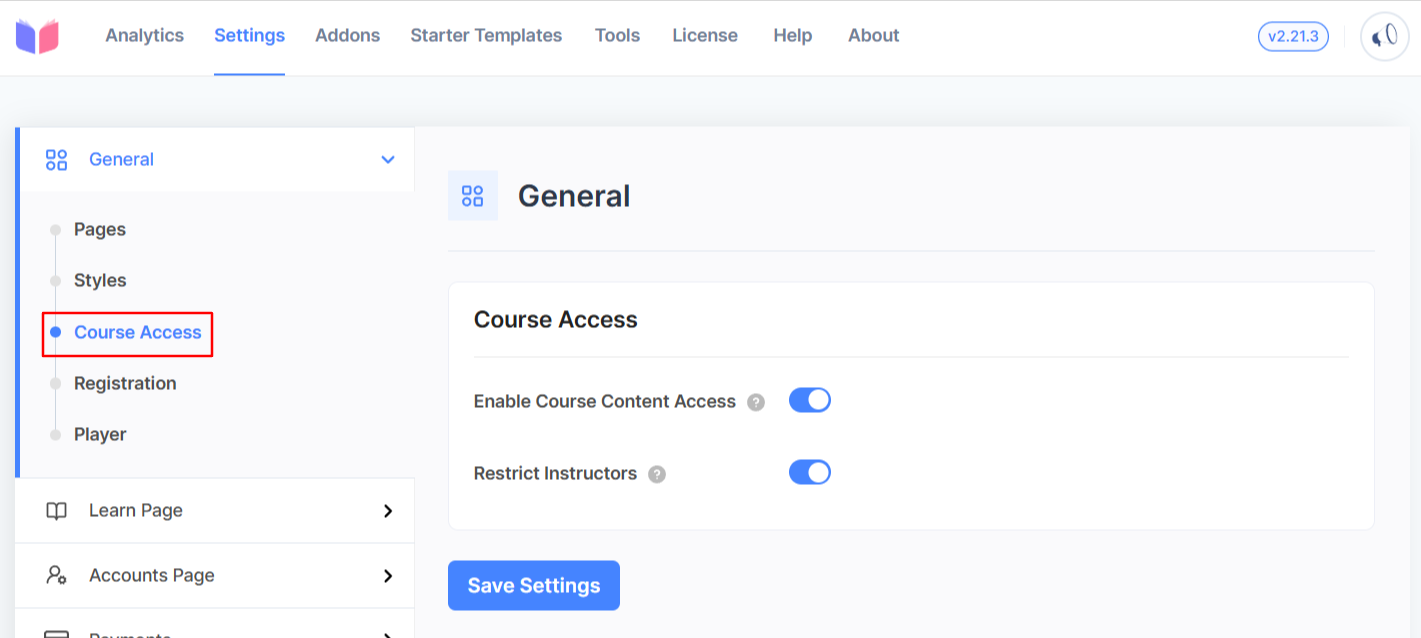 Analytics Settings Addons Starter Templates Tools License Help About v2.21.3
General
General
Pages
Styles
Course Access
Course Access
Enable Course Content Access ?
Registration
Player
Restrict Instructors ?
Learn Page
Accounts Page
Save Settings
Payments